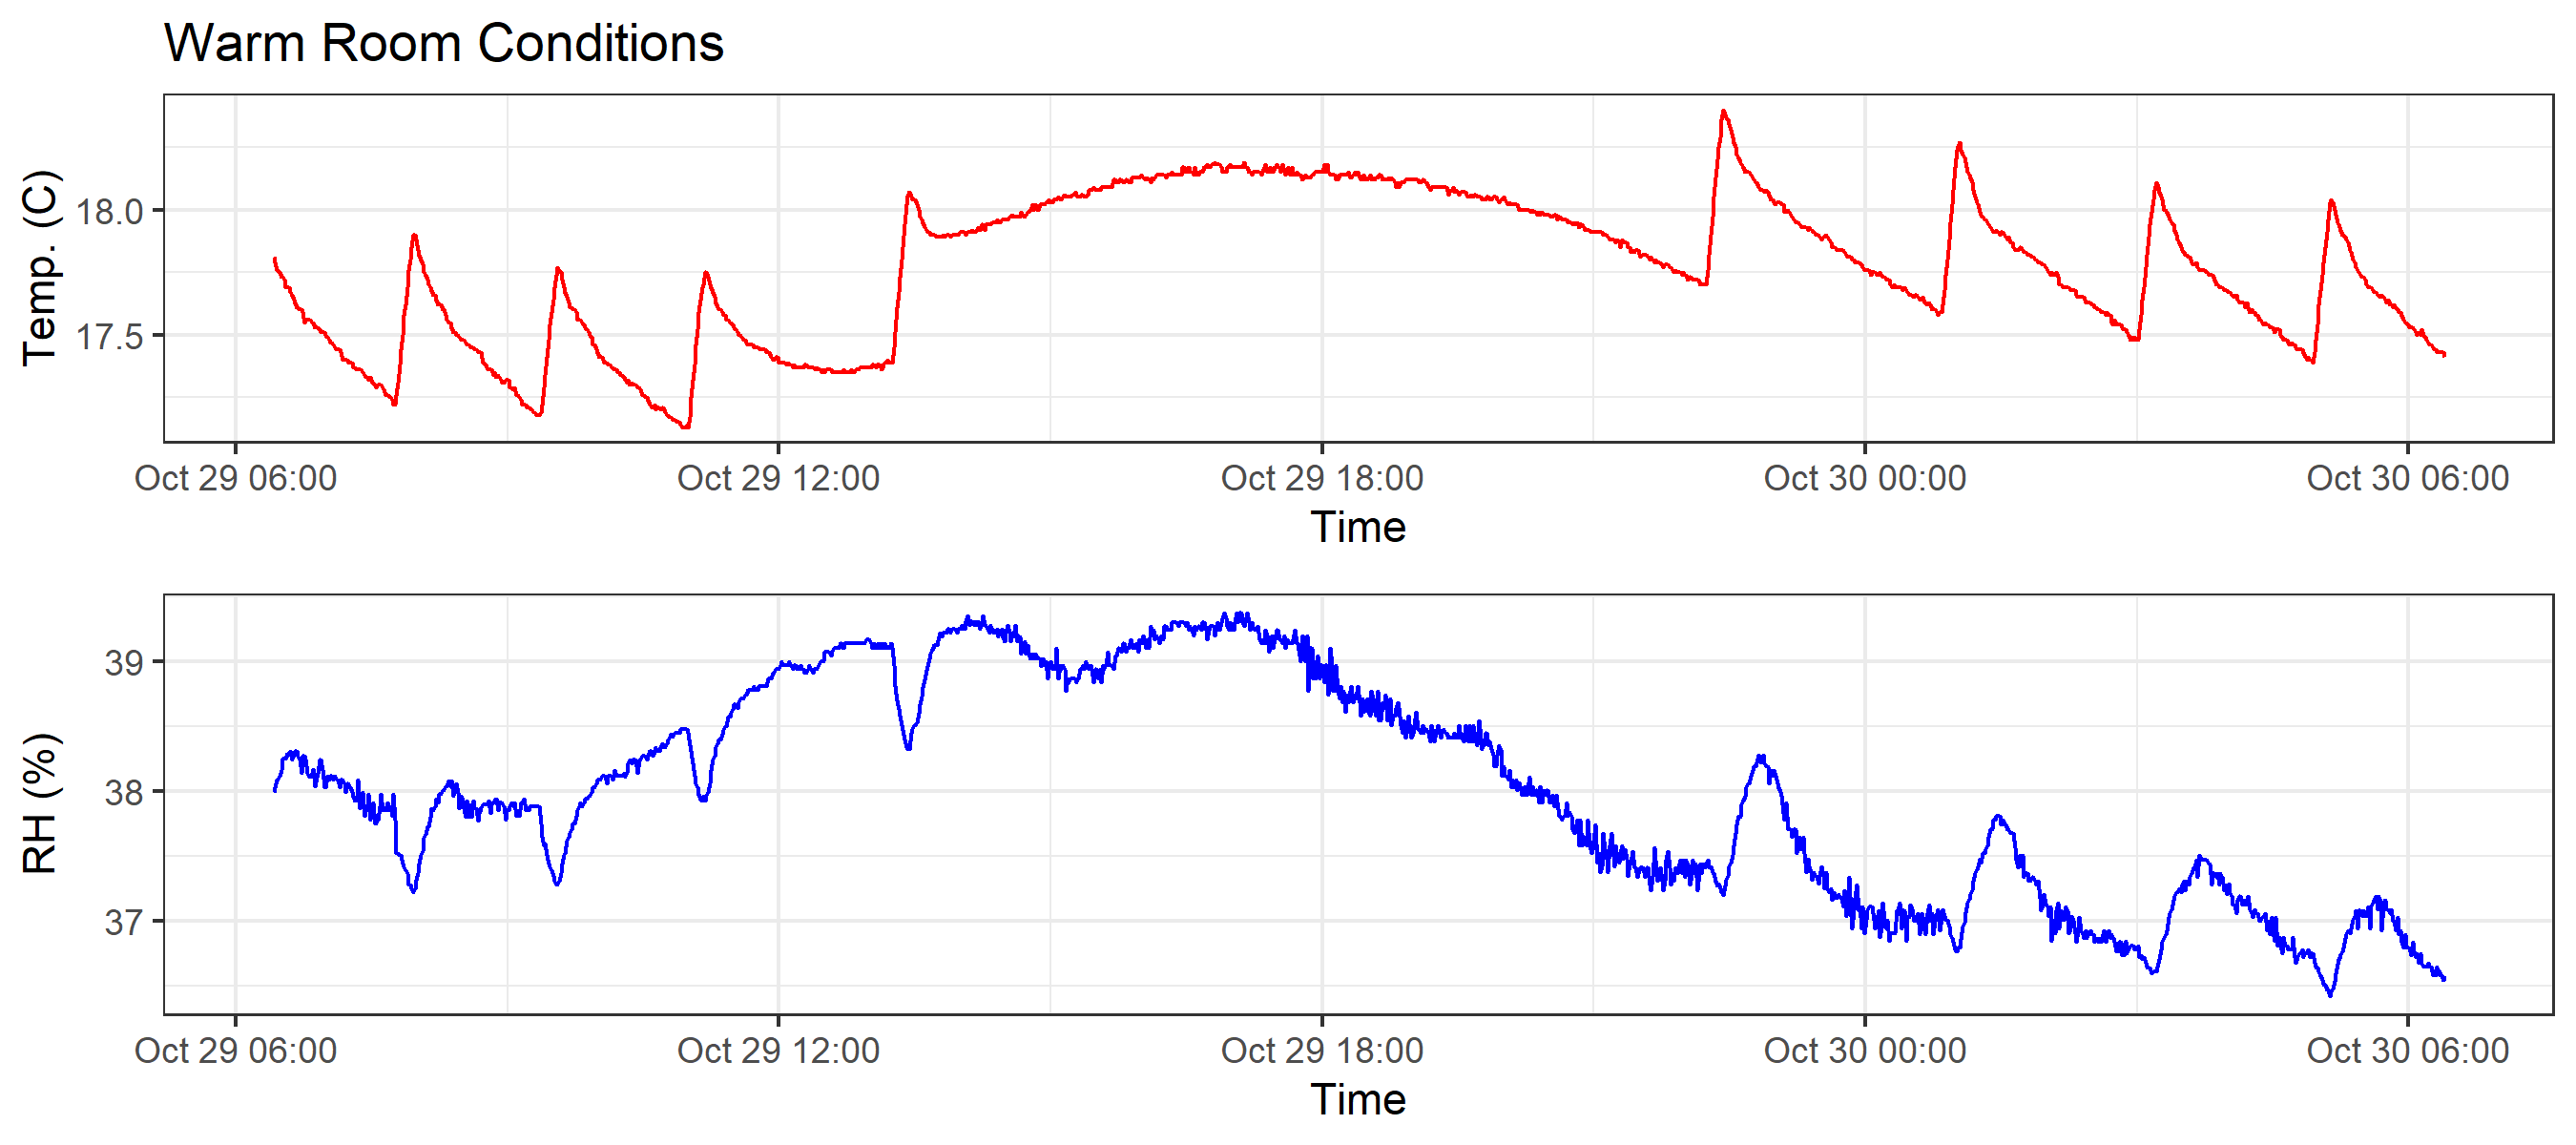 Warm Room Conditions
Temp. (C)
18.0
17.5
Oct 29 06:00 Oct 29 12:00 Oct 29 18:00 Oct 30 00:00 Oct 30 06:00
Time
RH (%)
39
38
37
Oct 29 06:00 Oct 29 12:00 Oct 29 18:00 Oct 30 00:00 Oct 30 06:00
Time